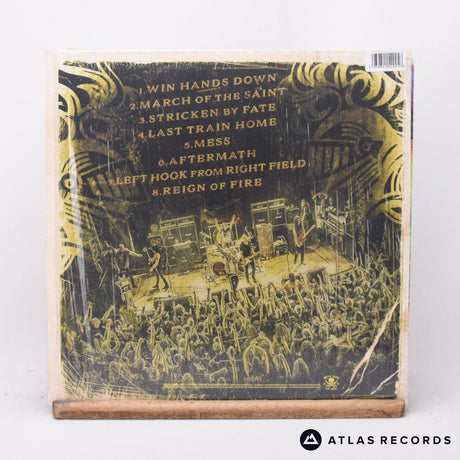 1.WIN HANDS DOWN
2.MARCH OF THE SAINT
3.STRICKEN BY FATE
4.LAST TRAIN HOME
5.MESS
6.AFTERMATH
7.LEFT HOOK FROM RIGHT FIELD
8.REIGN OF FIRE
ATLAS RECORDS